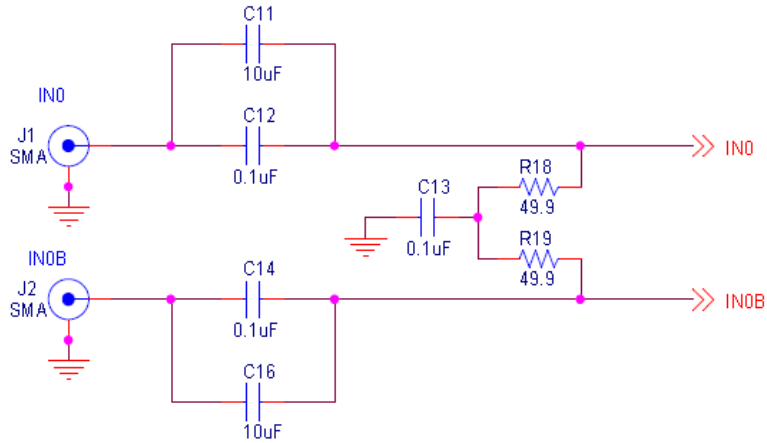 C11
10uF
IN0
J1
SMA
C12
0.1uF
IN0
R18
49.9
C13
0.1uF
R19
49.9
IN0B
J2
SMA
C14
0.1uF
IN0B
C16
10uF